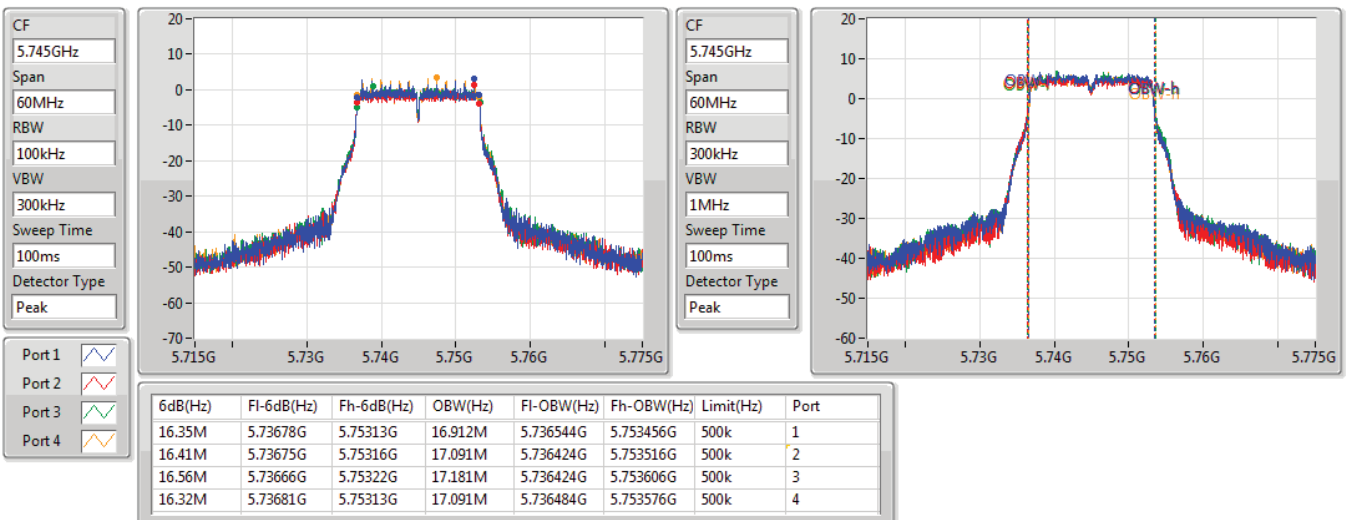 CF
5.745GHz
Span
60MHz
RBW
100kHz
VBW
300kHz
Sweep Time
100ms
Detector Type
Peak
20
10
0
-10
-20
-30
-40
-50
-60
-70
5.715G 5.73G 5.74G 5.75G 5.76G 5.775G
CF
5.745GHz
Span
60MHz
RBW
300kHz
VBW
1MHz
Sweep Time
100ms
Detector Type
Peak
20
10
0
-10
-20
-30
-40
-50
-60
OBW-h
5.715G 5.73G 5.74G 5.75G 5.76G 5.775G
Port 1
Port 2
Port 3
Port 4
6dB(Hz) Fl-6dB(Hz) Fh-6dB(Hz) OBW(Hz) Fl-OBW(Hz) Fh-OBW(Hz) Limit(Hz) Port
16.35M 5.73678G 5.75313G 16.912M 5.736544G 5.753456G 500k 1
16.41M 5.73675G 5.75316G 17.091M 5.736424G 5.753516G 500k 2
16.56M 5.73666G 5.75322G 17.181M 5.736424G 5.753606G 500k 3
16.32M 5.73681G 5.75313G 17.091M 5.736484G 5.753576G 500k 4